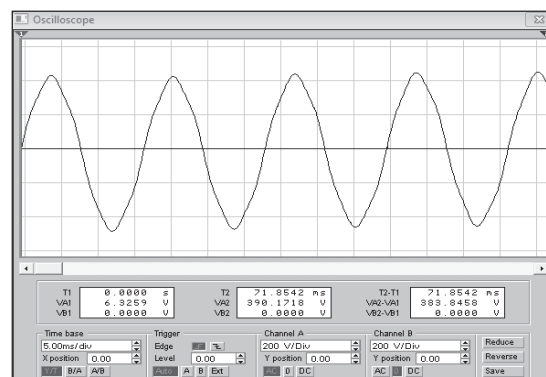 Oscilloscope
T1 0.0000 s T2 71.8542 ms T2-T1 71.8542 ms
VA1 6.3259 V VA2 390.1718 V VA2-VA1 383.8458 V
VB1 0.0000 V VB2 0.0000 V VB2-VB1 0.0000 V
Time base Trigger Channel A Channel B
5.00ms/div Edge 200 V/Div 200 V/Div Reduce
X position 0.00 Level 0.00 Y position 0.00 Y position 0.00 Reverse
Y/T B/A A/B Auto A B Ext AC 0 DC AC 0 DC Save